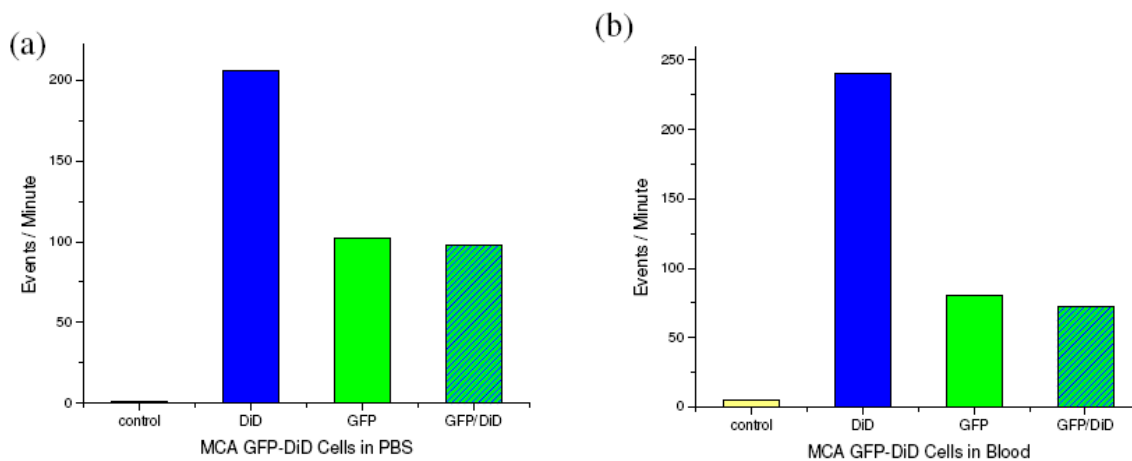 (a)
Events / Minute
200
150
100
50
0
control DiD GFP GFP/DiD
MCA GFP-DiD Cells in PBS
(b)
Events / Minute
250
200
150
100
50
0
control DiD GFP GFP/DiD
MCA GFP-DiD Cells in Blood